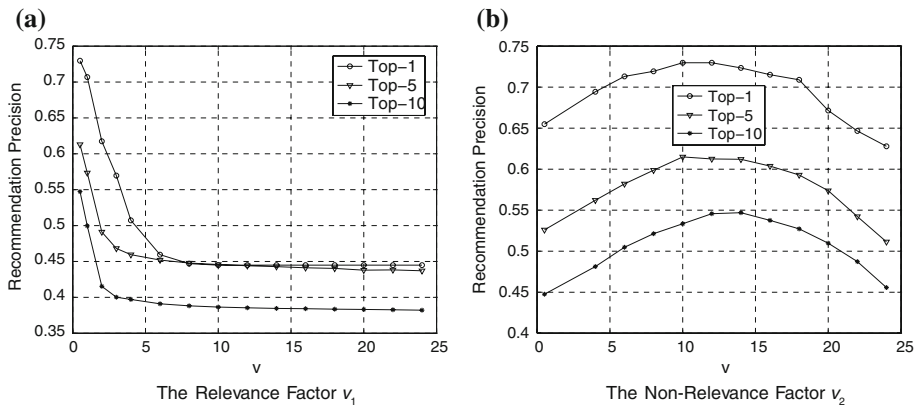 (a)
0.75
0.7
0.65
0.6
0.55
0.5
0.45
0.4
0.35
Recommendation Precision
Top-1
Top-5
Top-10
0 5 10 15 20 25
v
The Relevance Factor v1
(b)
0.75
0.7
0.65
0.6
0.55
0.5
0.45
0.4
Recommendation Precision
Top-1
Top-5
Top-10
0 5 10 15 20 25
v
The Non-Relevance Factor v2